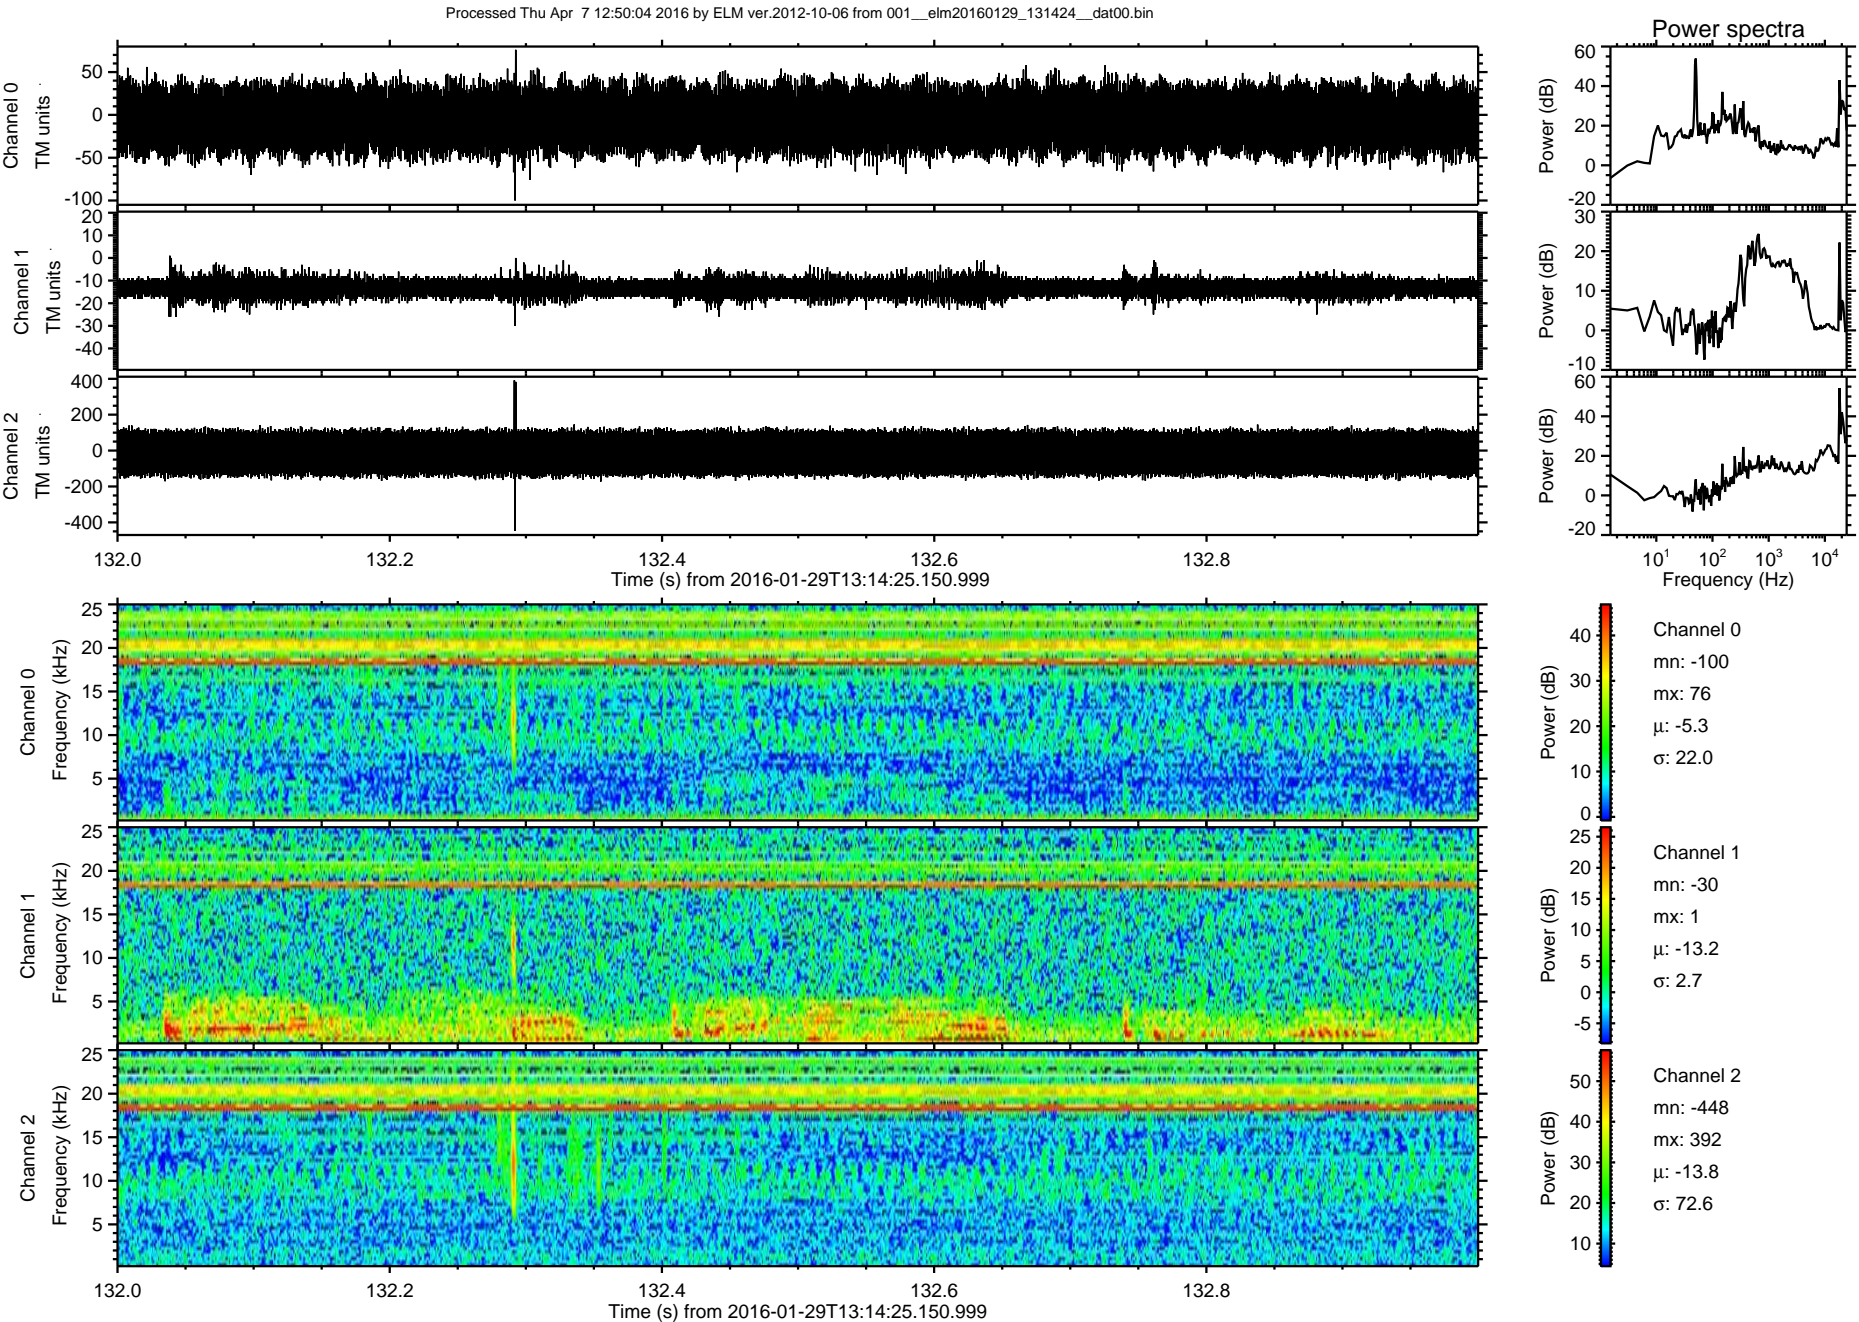 Processed Thu Apr  7 12:50:04 2016 by ELM ver.2012-10-06 from 001__elm20160129_131424__dat00.bin
Power spectra
Channel 0
TM units
50
0
-50
-100
Power (dB)
60
40
20
0
-20
Channel 1
TM units
20
10
0
-10
-20
-30
-40
Power (dB)
30
20
10
0
-10
Channel 2
TM units
400
200
0
-200
-400
Power (dB)
60
40
20
0
-20
132.0 132.2 132.4 132.6 132.8
Time (s) from 2016-01-29T13:14:25.150.999
10^1 10^2 10^3 10^4
Frequency (Hz)
Channel 0
Frequency (kHz)
25
20
15
10
5
Power (dB)
40
30
20
10
0
Channel 0
mn: -100
mx: 76
μ: -5.3
σ: 22.0
Channel 1
Frequency (kHz)
25
20
15
10
5
Power (dB)
25
20
15
10
5
0
-5
Channel 1
mn: -30
mx: 1
μ: -13.2
σ: 2.7
Channel 2
Frequency (kHz)
25
20
15
10
5
Power (dB)
50
40
30
20
10
Channel 2
mn: -448
mx: 392
μ: -13.8
σ: 72.6
132.0 132.2 132.4 132.6 132.8
Time (s) from 2016-01-29T13:14:25.150.999